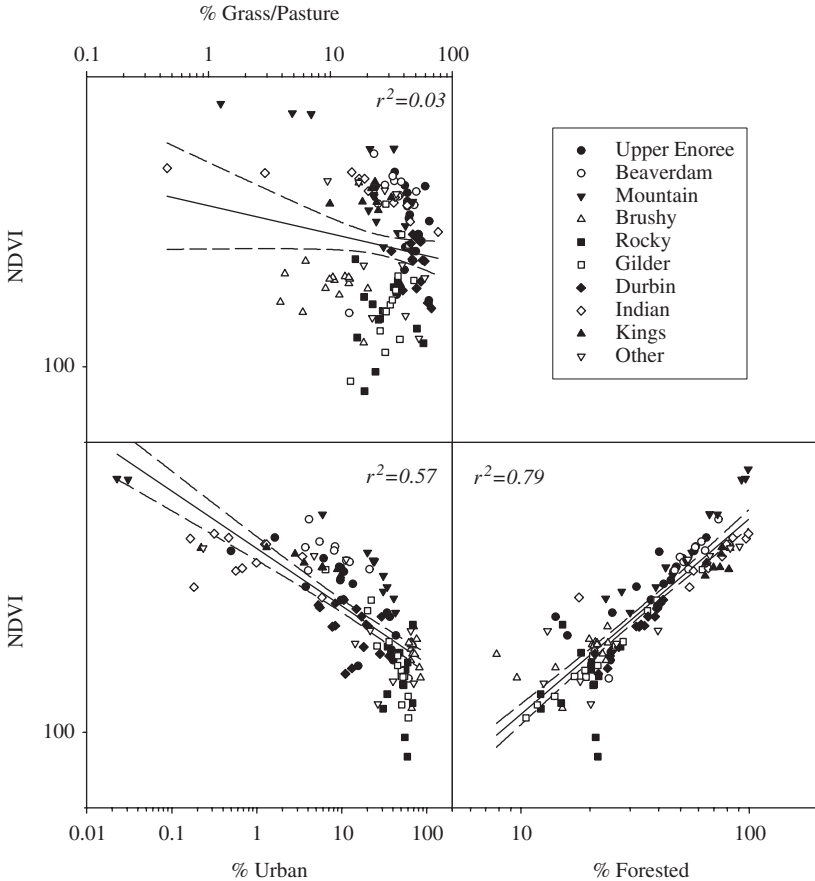 % Grass/Pasture
0.1 1 10 100
r²=0.03
NDVI
100
Upper Enoree
Beaverdam
Mountain
Brushy
Rocky
Gilder
Durbin
Indian
Kings
Other
r²=0.57
r²=0.79
NDVI
100
0.01 0.1 1 10 100
10 100
% Urban
% Forested